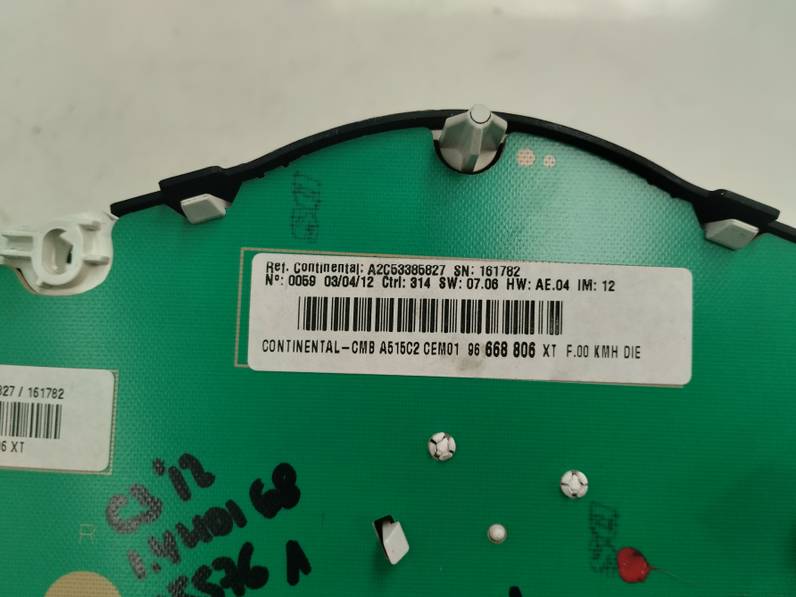 Ref. Continental: A2C53385827 SN: 161782
N°: 0059 03/04/12 Ctrl: 314 SW: 07.06 HW: AE.04 IM: 12
CONTINENTAL-CMB A515C2 CEM01 96 668 806 XT F.00 KMH DIE
827 / 161782
6 XT
C3 '12
1.4 HDI 68
576 A
R